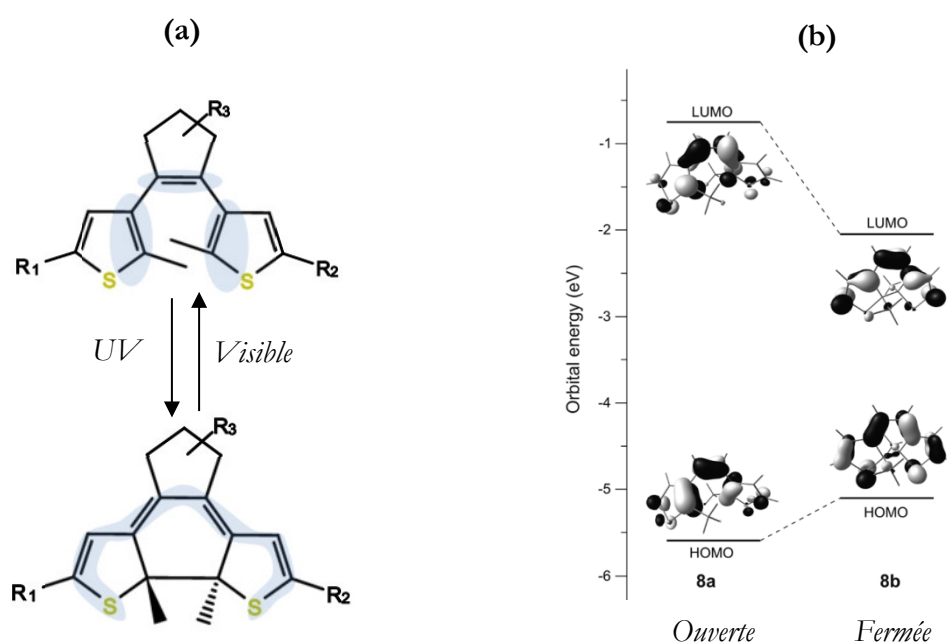 (a)
R3
R1
S
S
R2
UV
Visible
R3
R1
S
S
R2
(b)
Orbital energy (eV)
-1
-2
-3
-4
-5
-6
LUMO
LUMO
HOMO
HOMO
8a
8b
Ouverte
Fermée